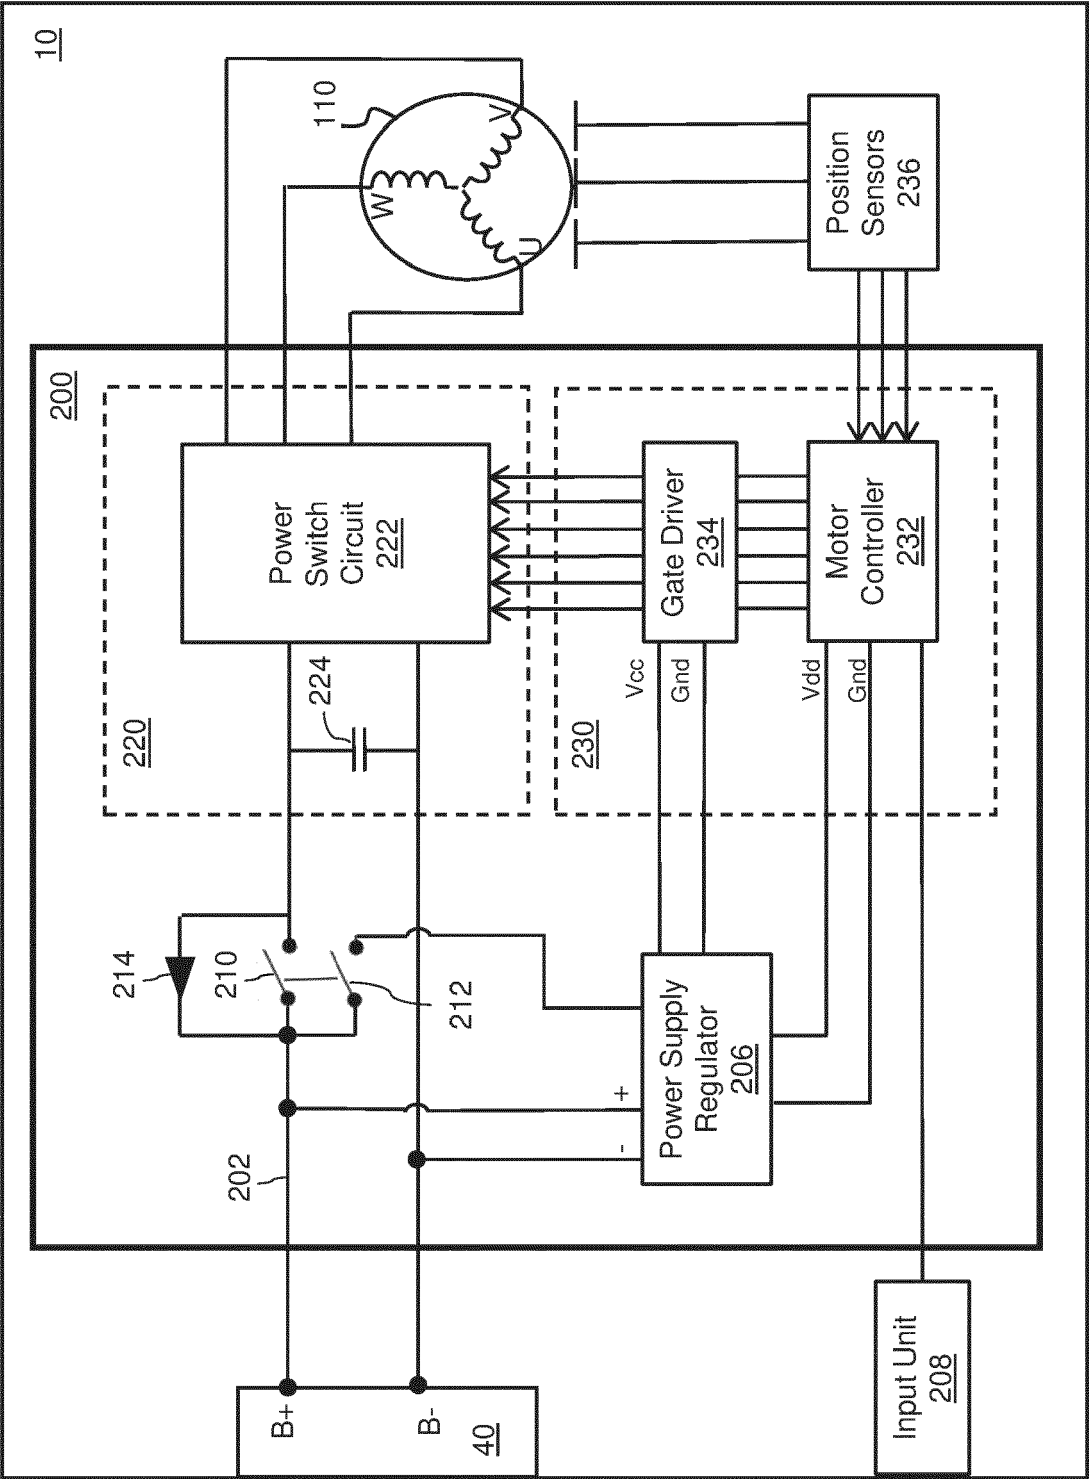 10
200
110
W
V
U
220
Power
Switch
Circuit
222
224
214
210
212
202
B+
B-
40
230
Gate Driver
234
Vcc
Gnd
Motor
Controller
232
Vdd
Gnd
Position
Sensors
236
Power Supply
Regulator
206
+
-
Input Unit
208